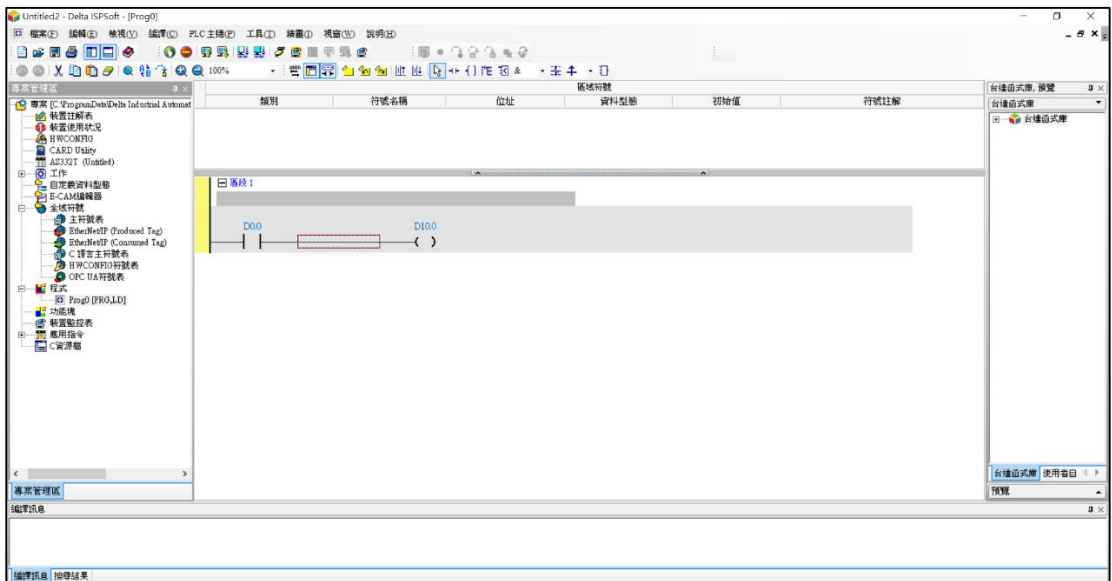 Untitled2 - Delta ISPSoft - [Prog0]
檔案(F) 編輯(E) 檢視(V) 編譯(C) PLC主機(P) 工具(T) 精靈(I) 視窗(W) 說明(H)
100%
專案管理區
專案 [C:\ProgramData\Delta Industrial Automat
裝置註解表
裝置使用狀況
HWCONFIG
CARD Utility
AS332T (Untitled)
工作
自定義資料型態
E-CAM編輯器
全域符號
主符號表
EtherNet/IP (Produced Tag)
EtherNet/IP (Consumed Tag)
C 語言主符號表
HWCONFIG符號表
OPC UA符號表
程式
Prog0 [PRG,LD]
功能塊
裝置監控表
應用指令
C資源檔
專案管理區
區域符號
類別 符號名稱 位址 資料型態 初始值 符號註解
區段 1
D0.0 D10.0
台達函式庫, 預覽
台達函式庫
台達函式庫
台達函式庫 使用者自
預覽
編譯訊息
編譯訊息 搜尋結果